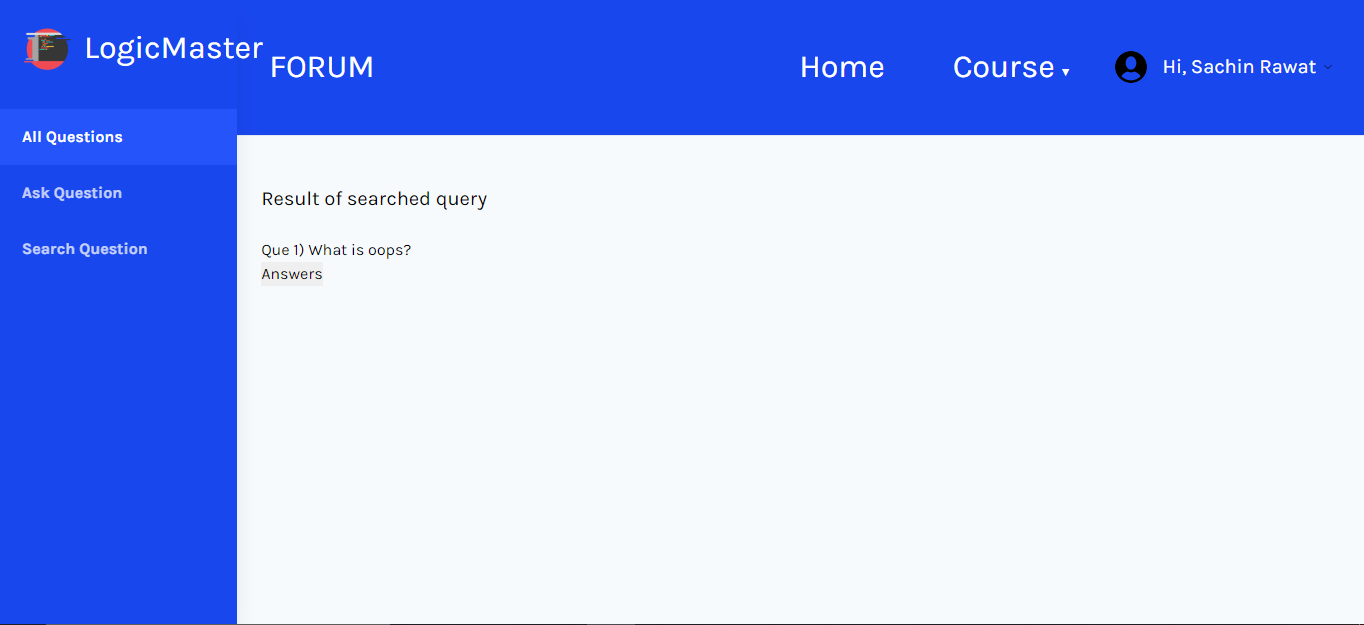 LogicMaster
FORUM
Home
Course ▾
Hi, Sachin Rawat
All Questions
Ask Question
Search Question
Result of searched query
Que 1) What is oops?
Answers